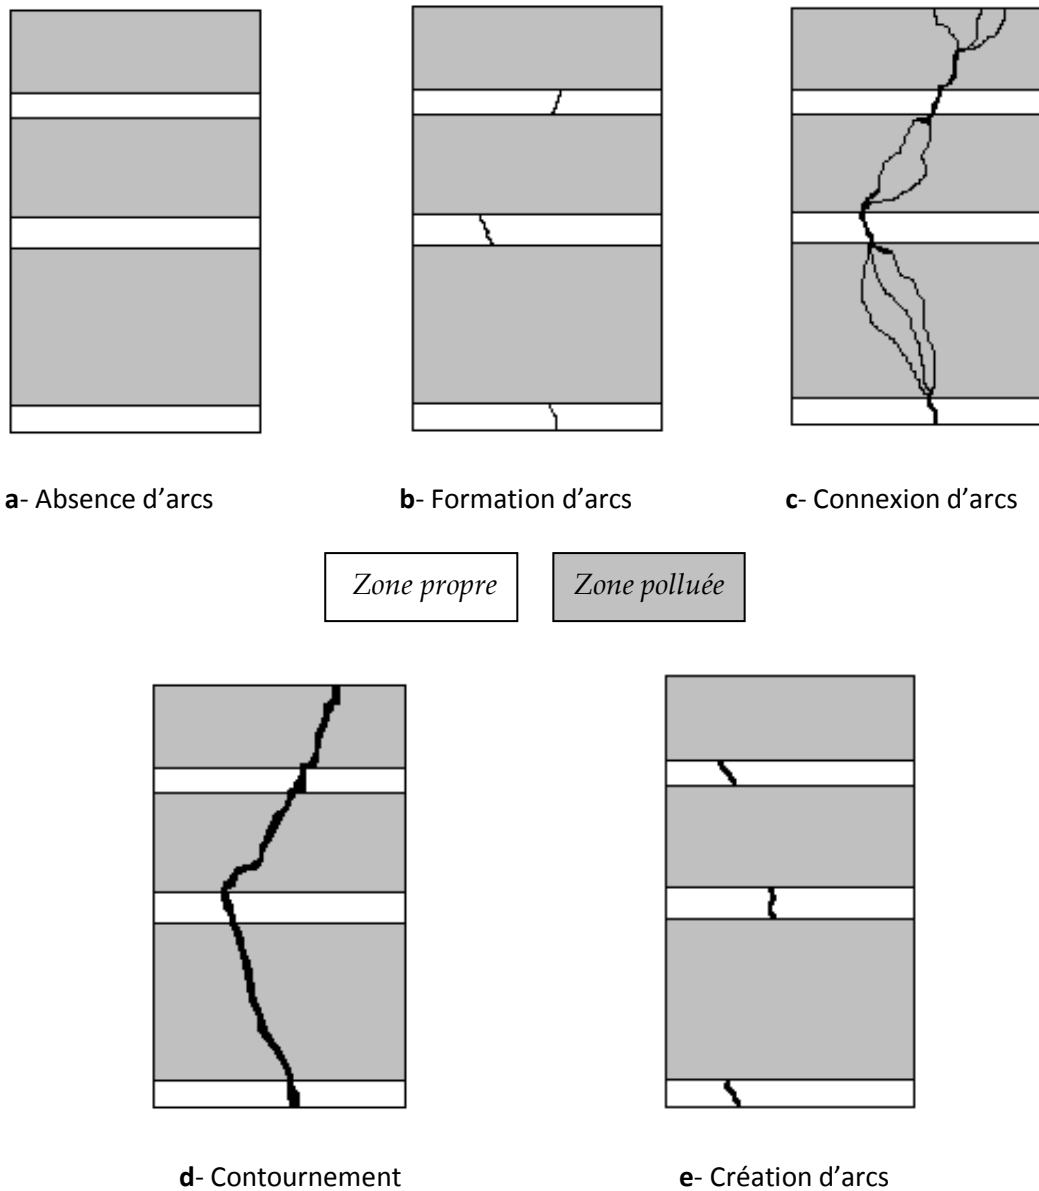 a- Absence d’arcs
b- Formation d’arcs
c- Connexion d’arcs
Zone propre
Zone polluée
d- Contournement
e- Création d’arcs